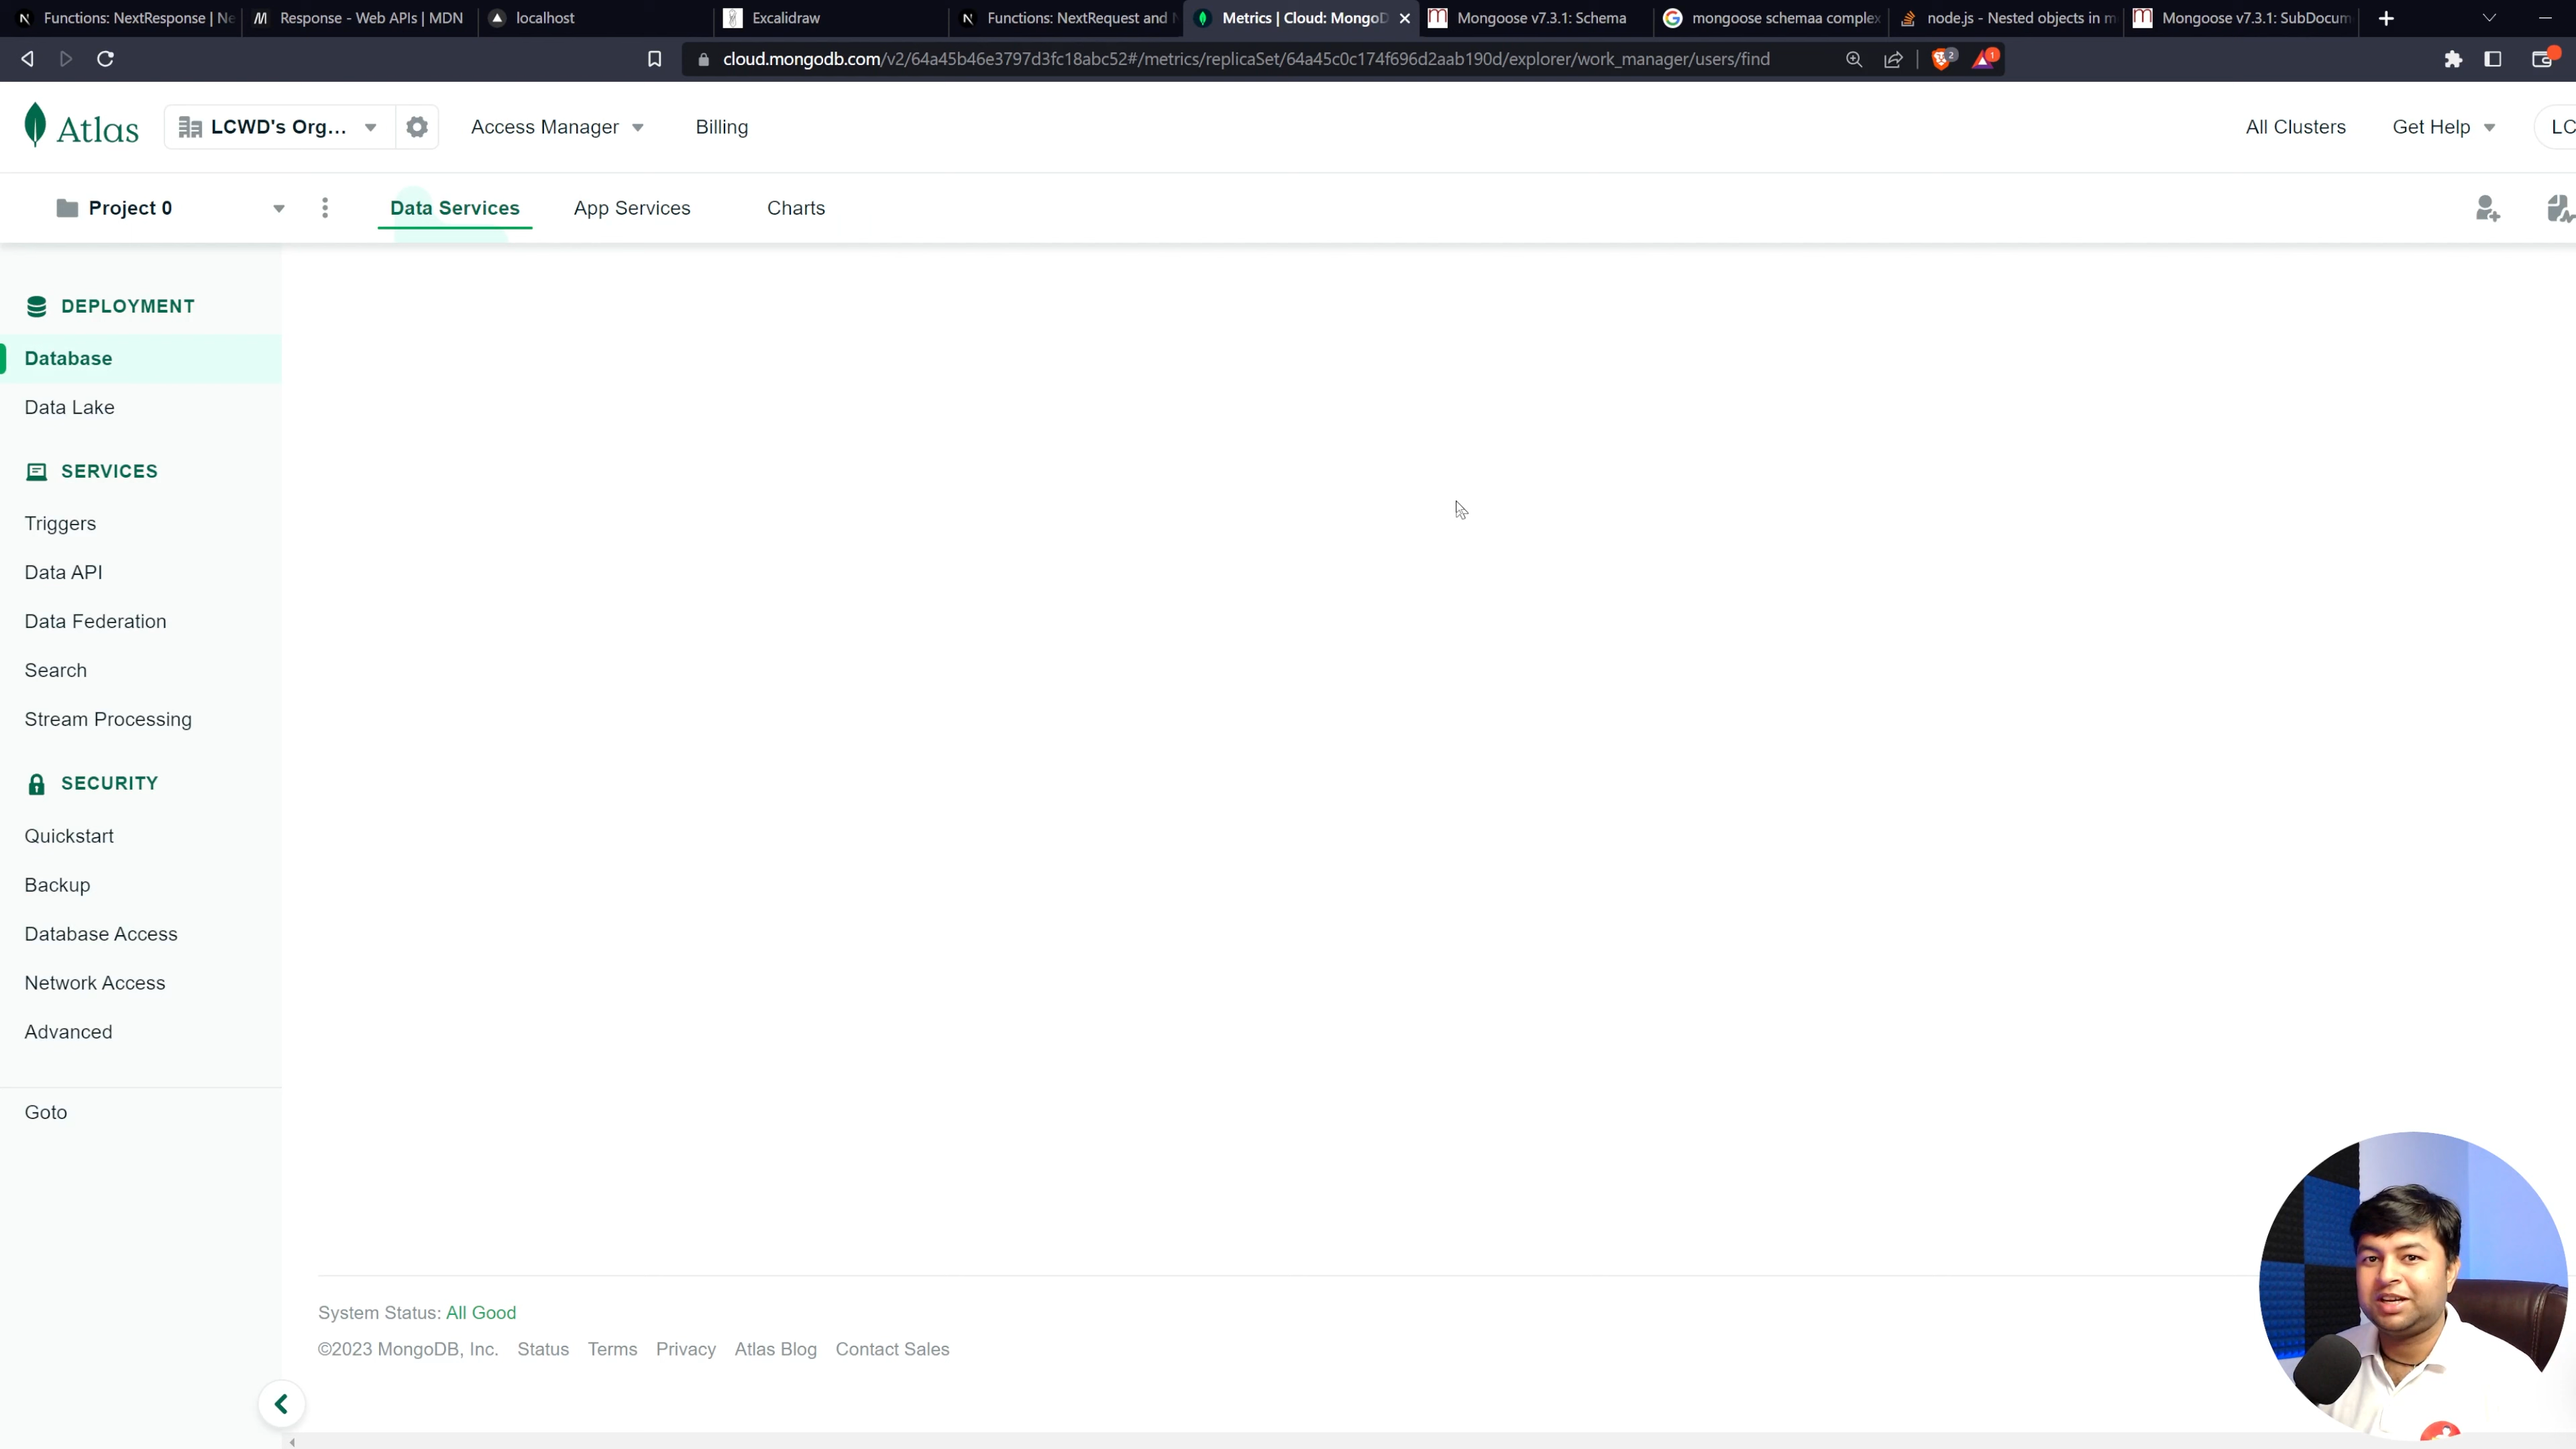 Functions: NextResponse | Ne
Response - Web APIs | MDN
localhost
Excalidraw
Functions: NextRequest and N
Metrics | Cloud: MongoD
Mongoose v7.3.1: Schema
mongoose schemaa complex
node.js - Nested objects in m
Mongoose v7.3.1: SubDocum
cloud.mongodb.com/v2/64a45b46e3797d3fc18abc52#/metrics/replicaSet/64a45c0c174f696d2aab190d/explorer/work_manager/users/find
2
1
Atlas
LCWD's Org...
Access Manager
Billing
All Clusters
Get Help
LC
Project 0
Data Services
App Services
Charts
DEPLOYMENT
Database
Data Lake
SERVICES
Triggers
Data API
Data Federation
Search
Stream Processing
SECURITY
Quickstart
Backup
Database Access
Network Access
Advanced
Goto
System Status: All Good
©2023 MongoDB, Inc. Status Terms Privacy Atlas Blog Contact Sales